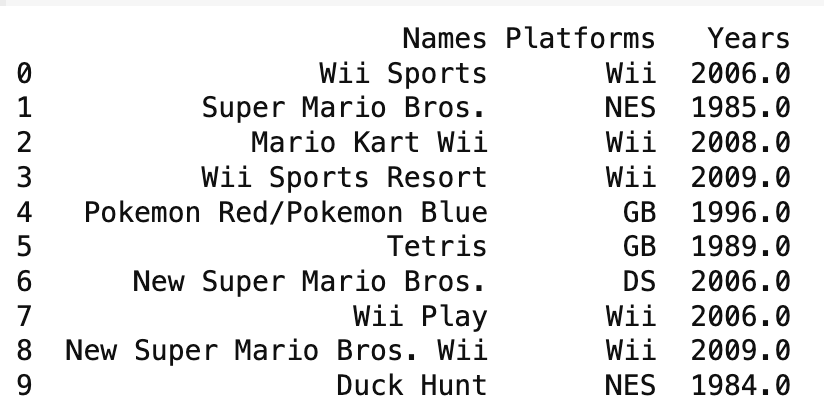 Names Platforms Years
0 Wii Sports Wii 2006.0
1 Super Mario Bros. NES 1985.0
2 Mario Kart Wii Wii 2008.0
3 Wii Sports Resort Wii 2009.0
4 Pokemon Red/Pokemon Blue GB 1996.0
5 Tetris GB 1989.0
6 New Super Mario Bros. DS 2006.0
7 Wii Play Wii 2006.0
8 New Super Mario Bros. Wii Wii 2009.0
9 Duck Hunt NES 1984.0